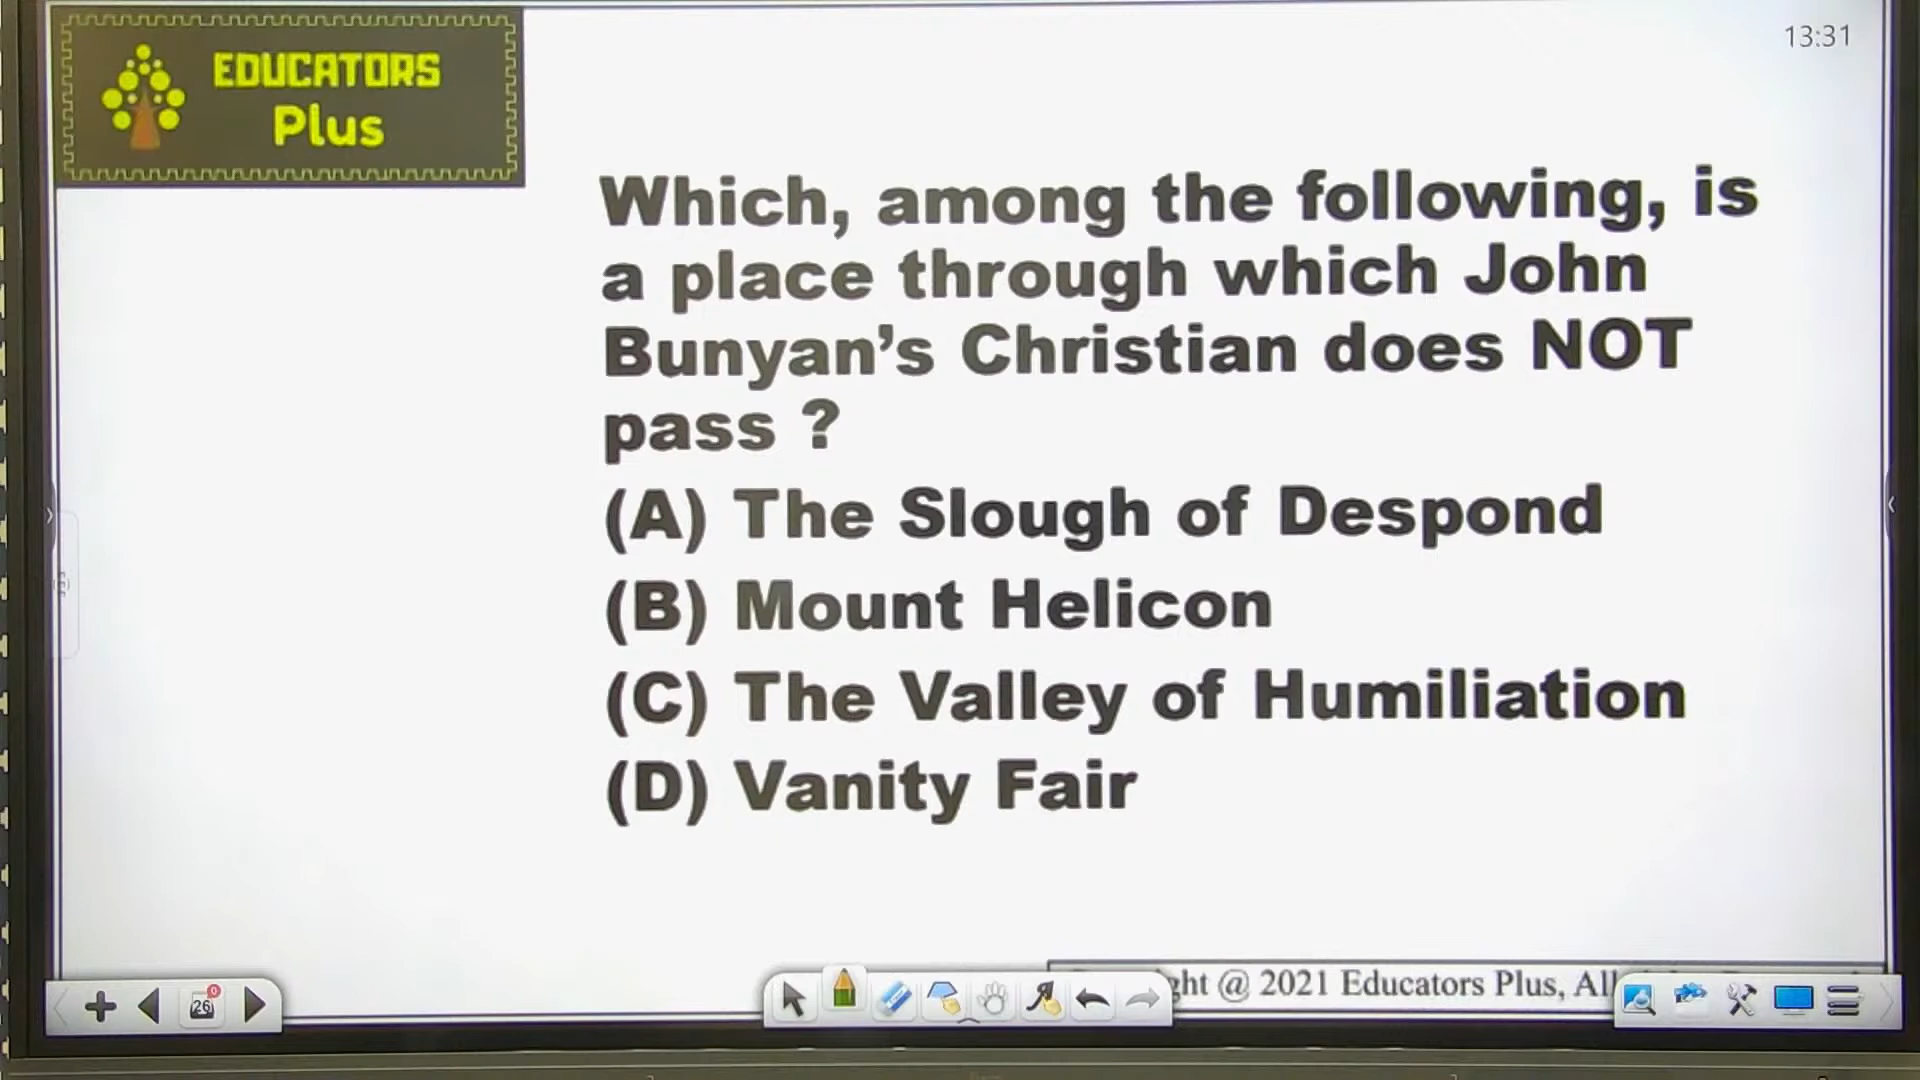 EDUCATORS
Plus
13:31
Which, among the following, is
a place through which John
Bunyan’s Christian does NOT
pass ?
(A) The Slough of Despond
(B) Mount Helicon
(C) The Valley of Humiliation
(D) Vanity Fair
@ 2021 Educators Plus, All
26
0